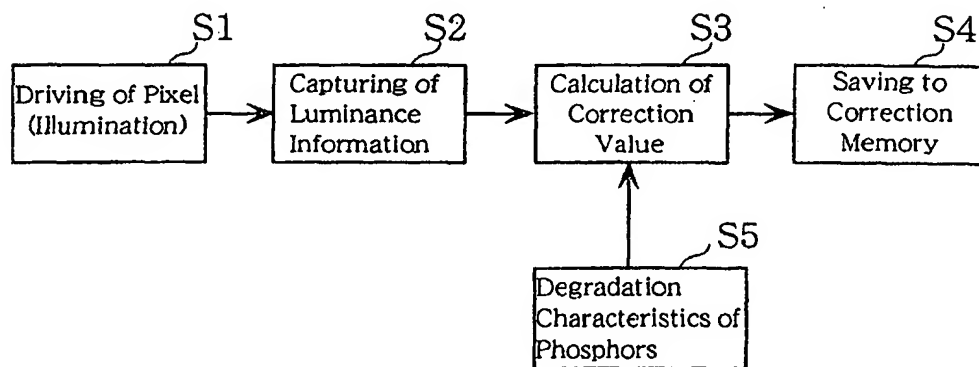 S1
S2
S3
S4
Driving of Pixel
(Illumination)
Capturing of
Luminance
Information
Calculation of
Correction
Value
Saving to
Correction
Memory
S5
Degradation
Characteristics of
Phosphors